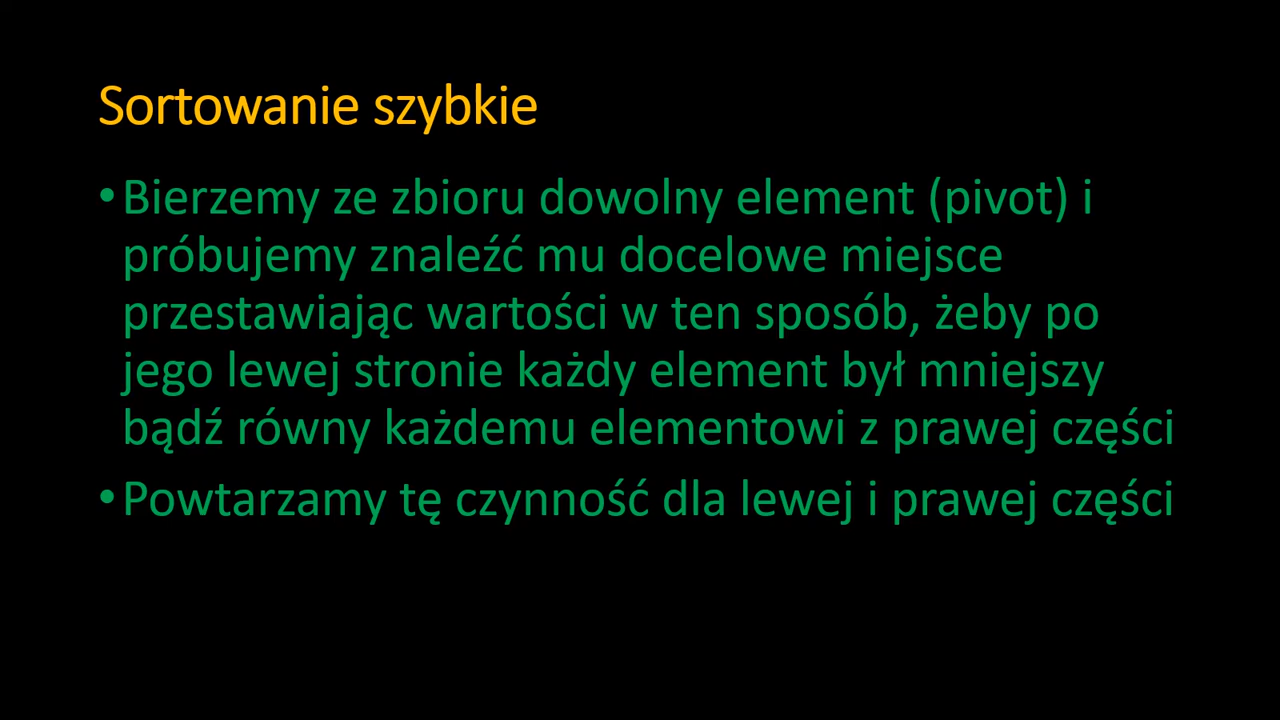 Sortowanie szybkie
•Bierzemy ze zbioru dowolny element (pivot) i
próbujemy znaleźć mu docelowe miejsce
przestawiając wartości w ten sposób, żeby po
jego lewej stronie każdy element był mniejszy
bądź równy każdemu elementowi z prawej części
•Powtarzamy tę czynność dla lewej i prawej części